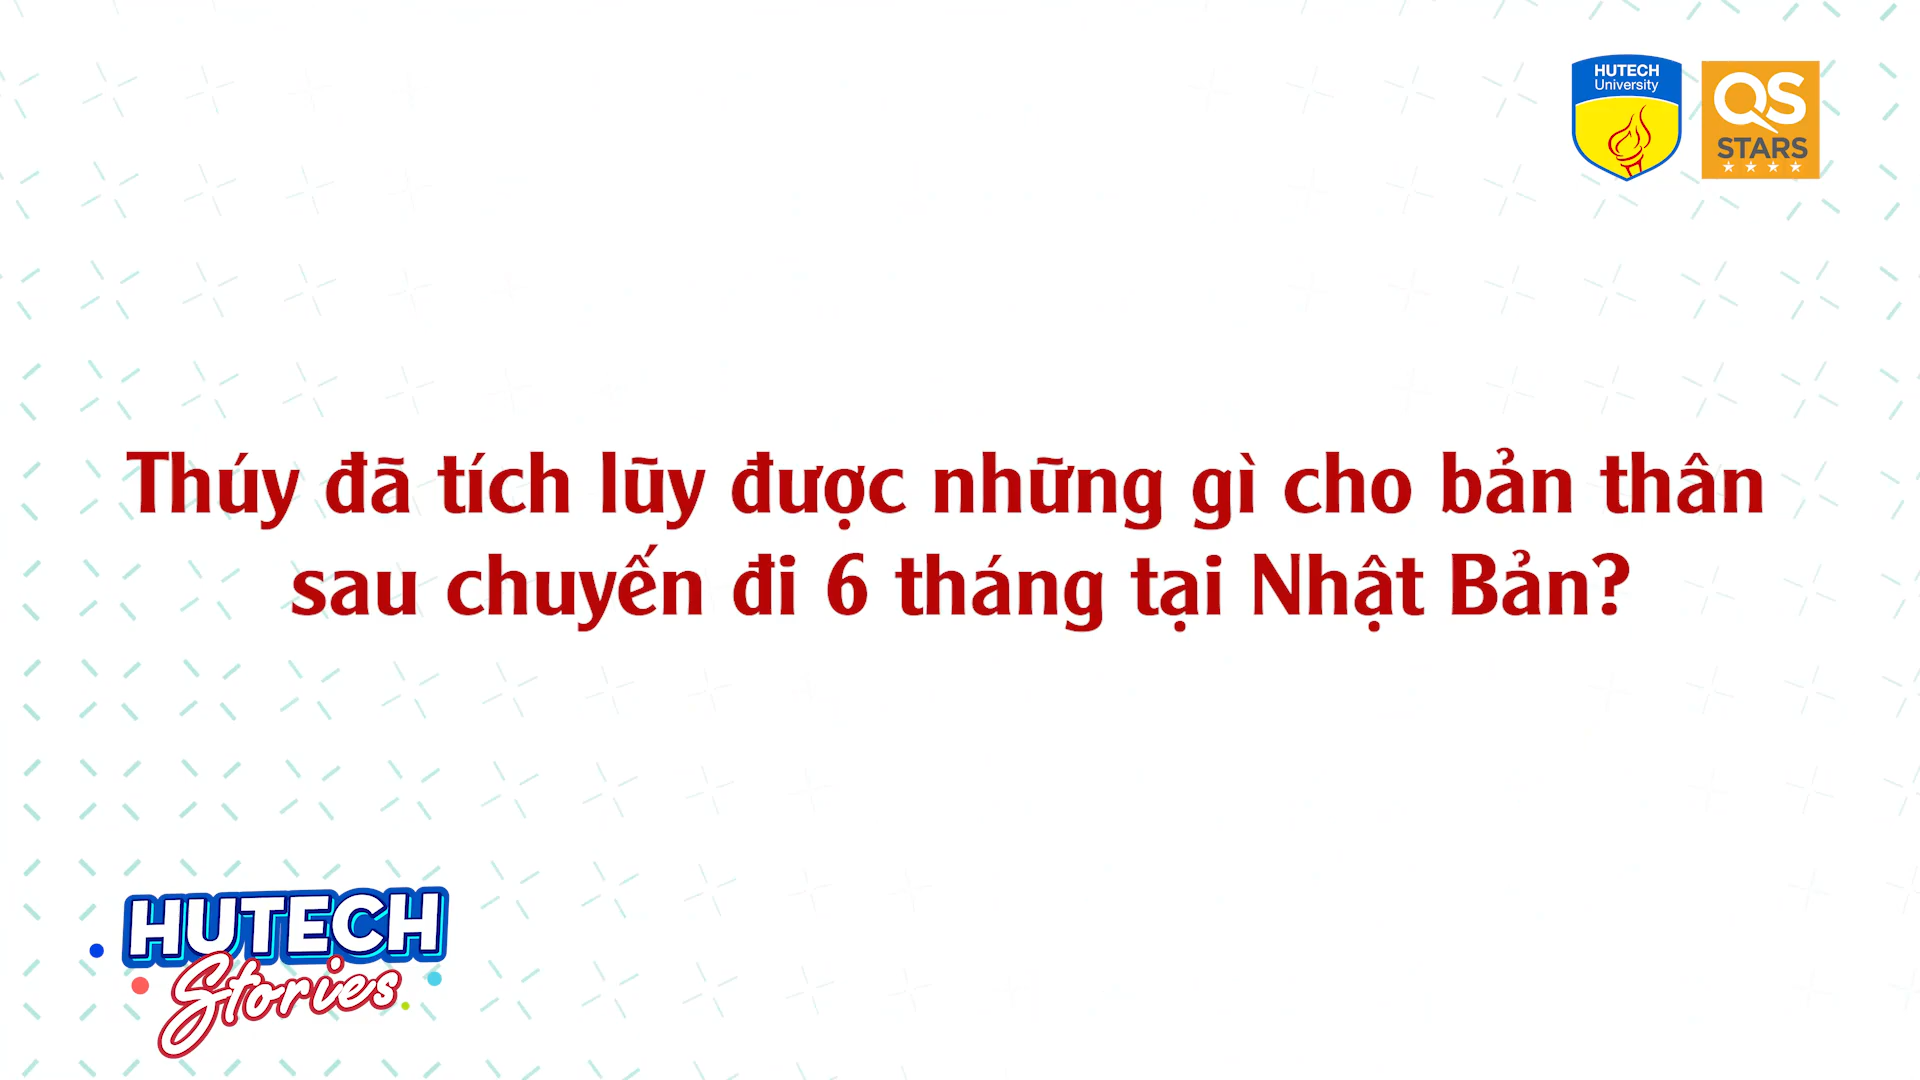 HUTECH
University
QS
STARS
Thúy đã tích lũy được những gì cho bản thân
sau chuyến đi 6 tháng tại Nhật Bản?
HUTECH
Stories